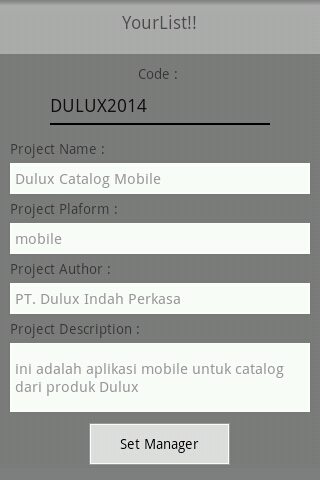 YourList!!
Code :
DULUX2014
Project Name :
Dulux Catalog Mobile
Project Plaform :
mobile
Project Author :
PT. Dulux Indah Perkasa
Project Description :
ini adalah aplikasi mobile untuk catalog
dari produk Dulux
Set Manager